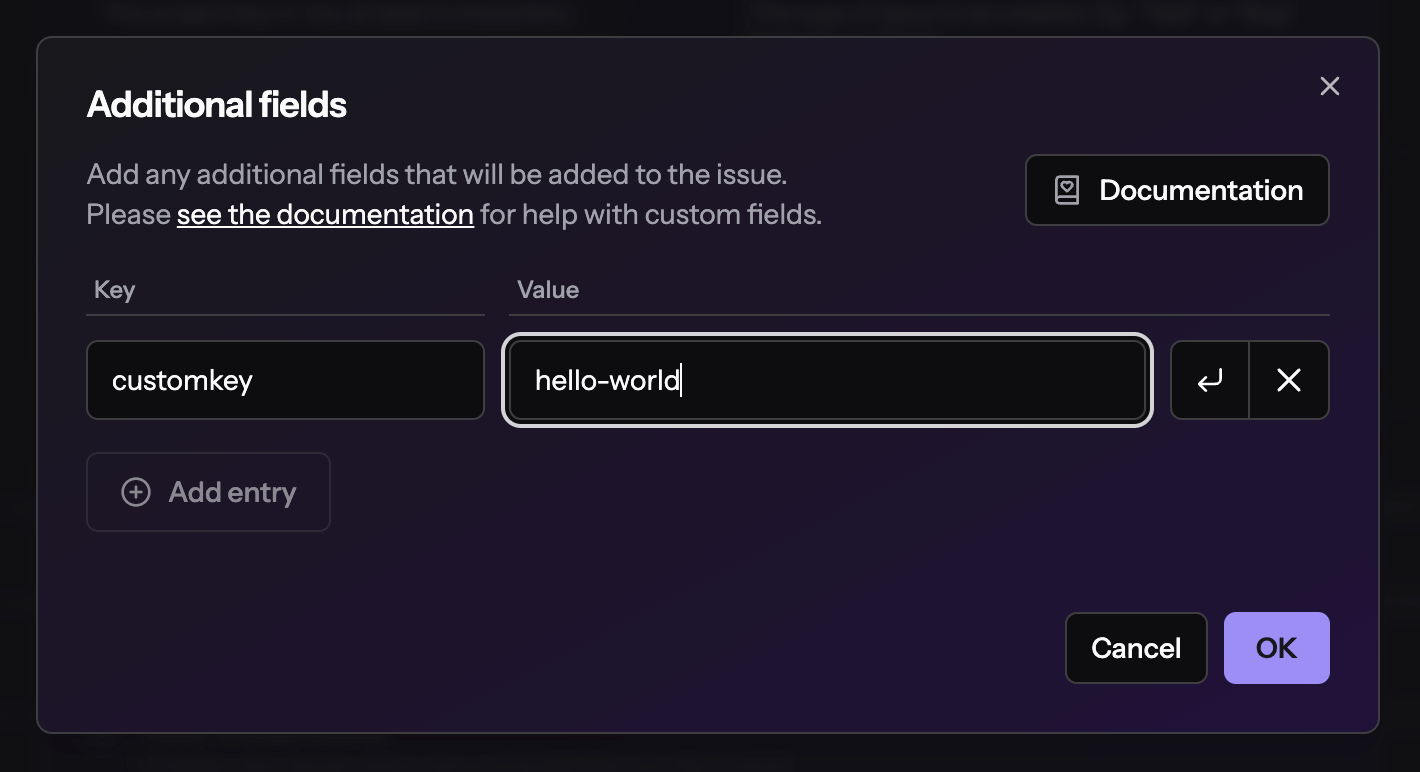 Additional fields
Add any additional fields that will be added to the issue.
Please see the documentation for help with custom fields.
Documentation
Key
Value
customkey
hello-world
Add entry
Cancel
OK